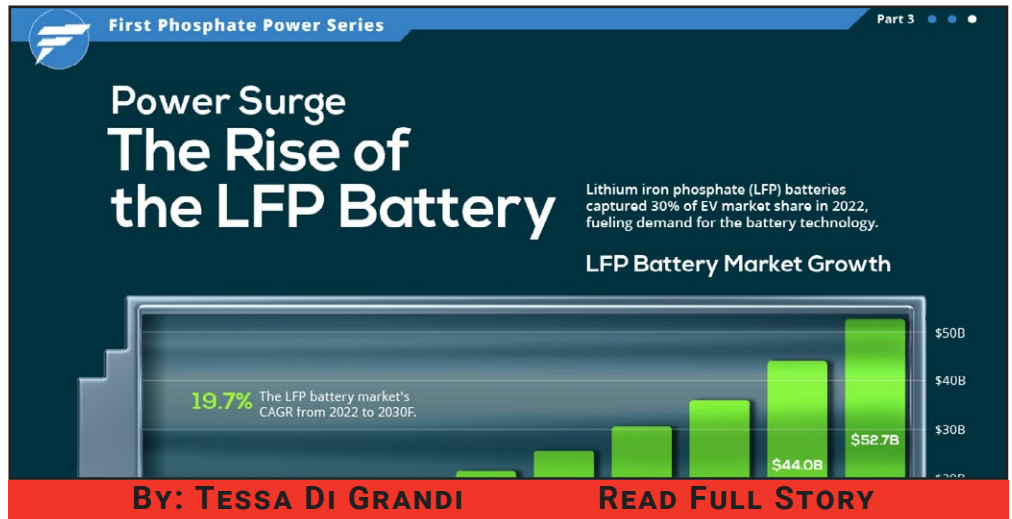 First Phosphate Power Series
Part 3
Power Surge
The Rise of
the LFP Battery
Lithium iron phosphate (LFP) batteries
captured 30% of EV market share in 2022,
fueling demand for the battery technology.
LFP Battery Market Growth
$50B
$40B
19.7% The LFP battery market's
CAGR from 2022 to 2030F.
$30B
$52.7B
$44.0B
By: Tessa Di Grandi
Read Full Story